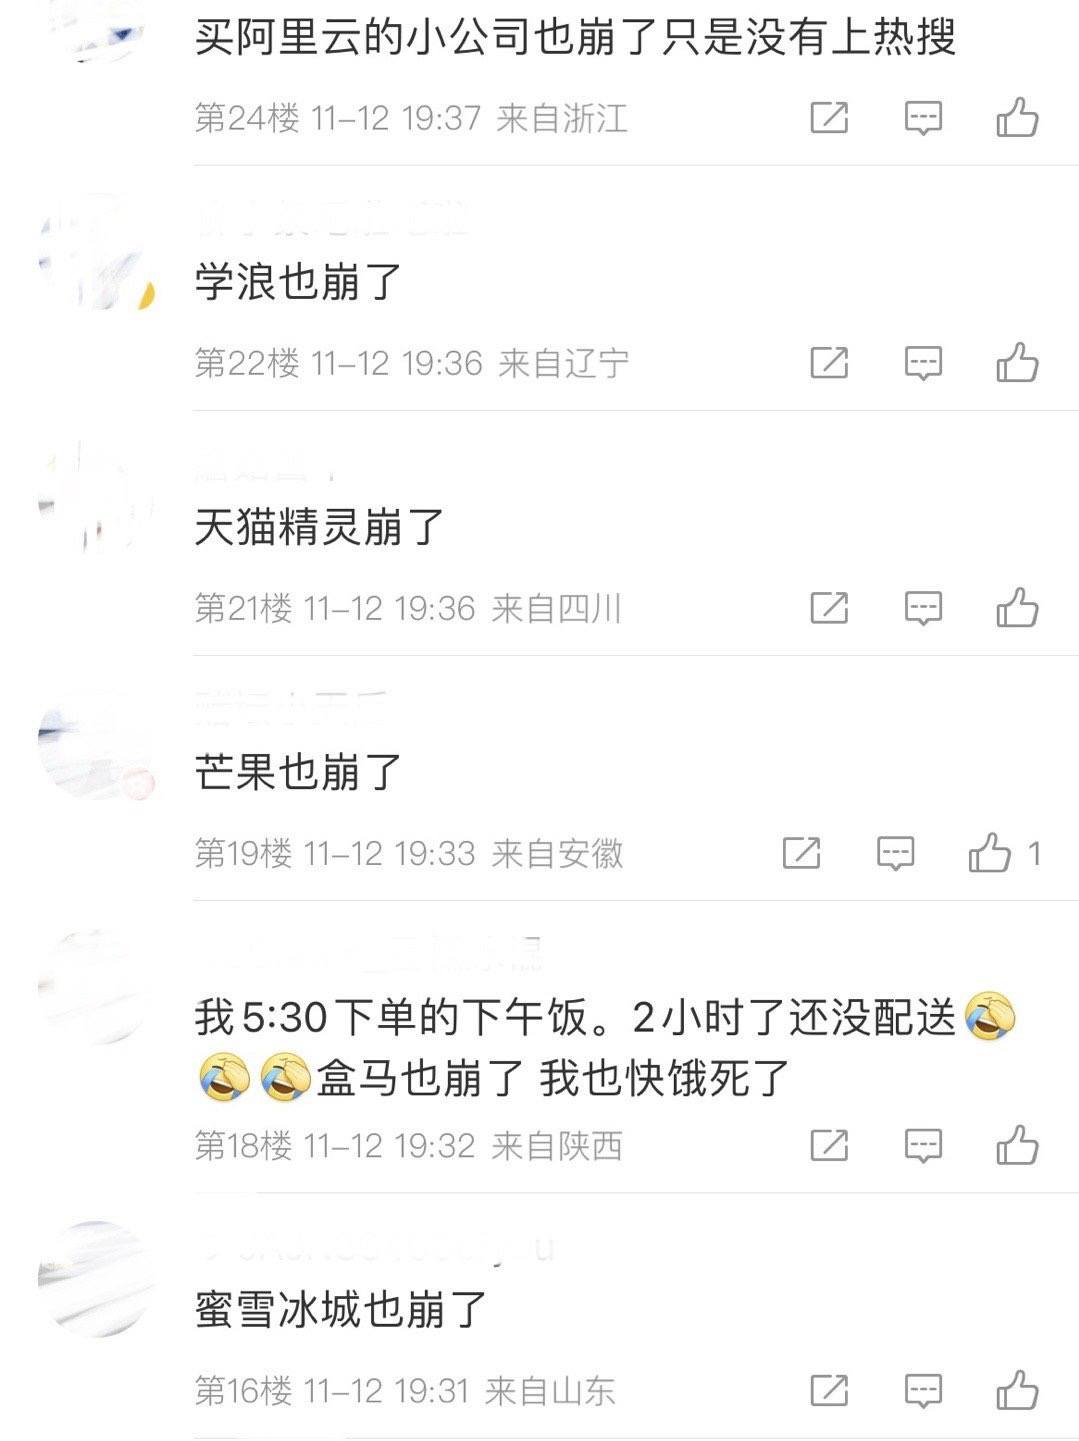 买阿里云的小公司也崩了只是没有上热搜
第24楼 11-12 19:37 来自浙江
学浪也崩了
第22楼 11-12 19:36 来自辽宁
天猫精灵崩了
第21楼 11-12 19:36 来自四川
芒果也崩了
第19楼 11-12 19:33 来自安徽 1
我5:30下单的下午饭。2小时了还没配送🤣
🤣🤣盒马也崩了 我也快饿死了
第18楼 11-12 19:32 来自陕西
蜜雪冰城也崩了
第16楼 11-12 19:31 来自山东